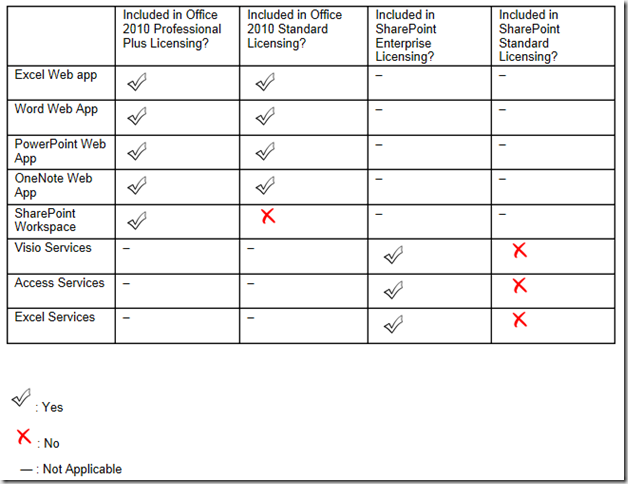 Included in Office
2010 Professional
Plus Licensing?
Included in Office
2010 Standard
Licensing?
Included in
SharePoint
Enterprise
Licensing?
Included in
SharePoint
Standard
Licensing?
Excel Web app
– –
Word Web App
– –
PowerPoint Web
App
– –
OneNote Web
App
– –
SharePoint
Workspace
– –
Visio Services
– –
Access Services
– –
Excel Services
– –
: Yes
: No
— : Not Applicable